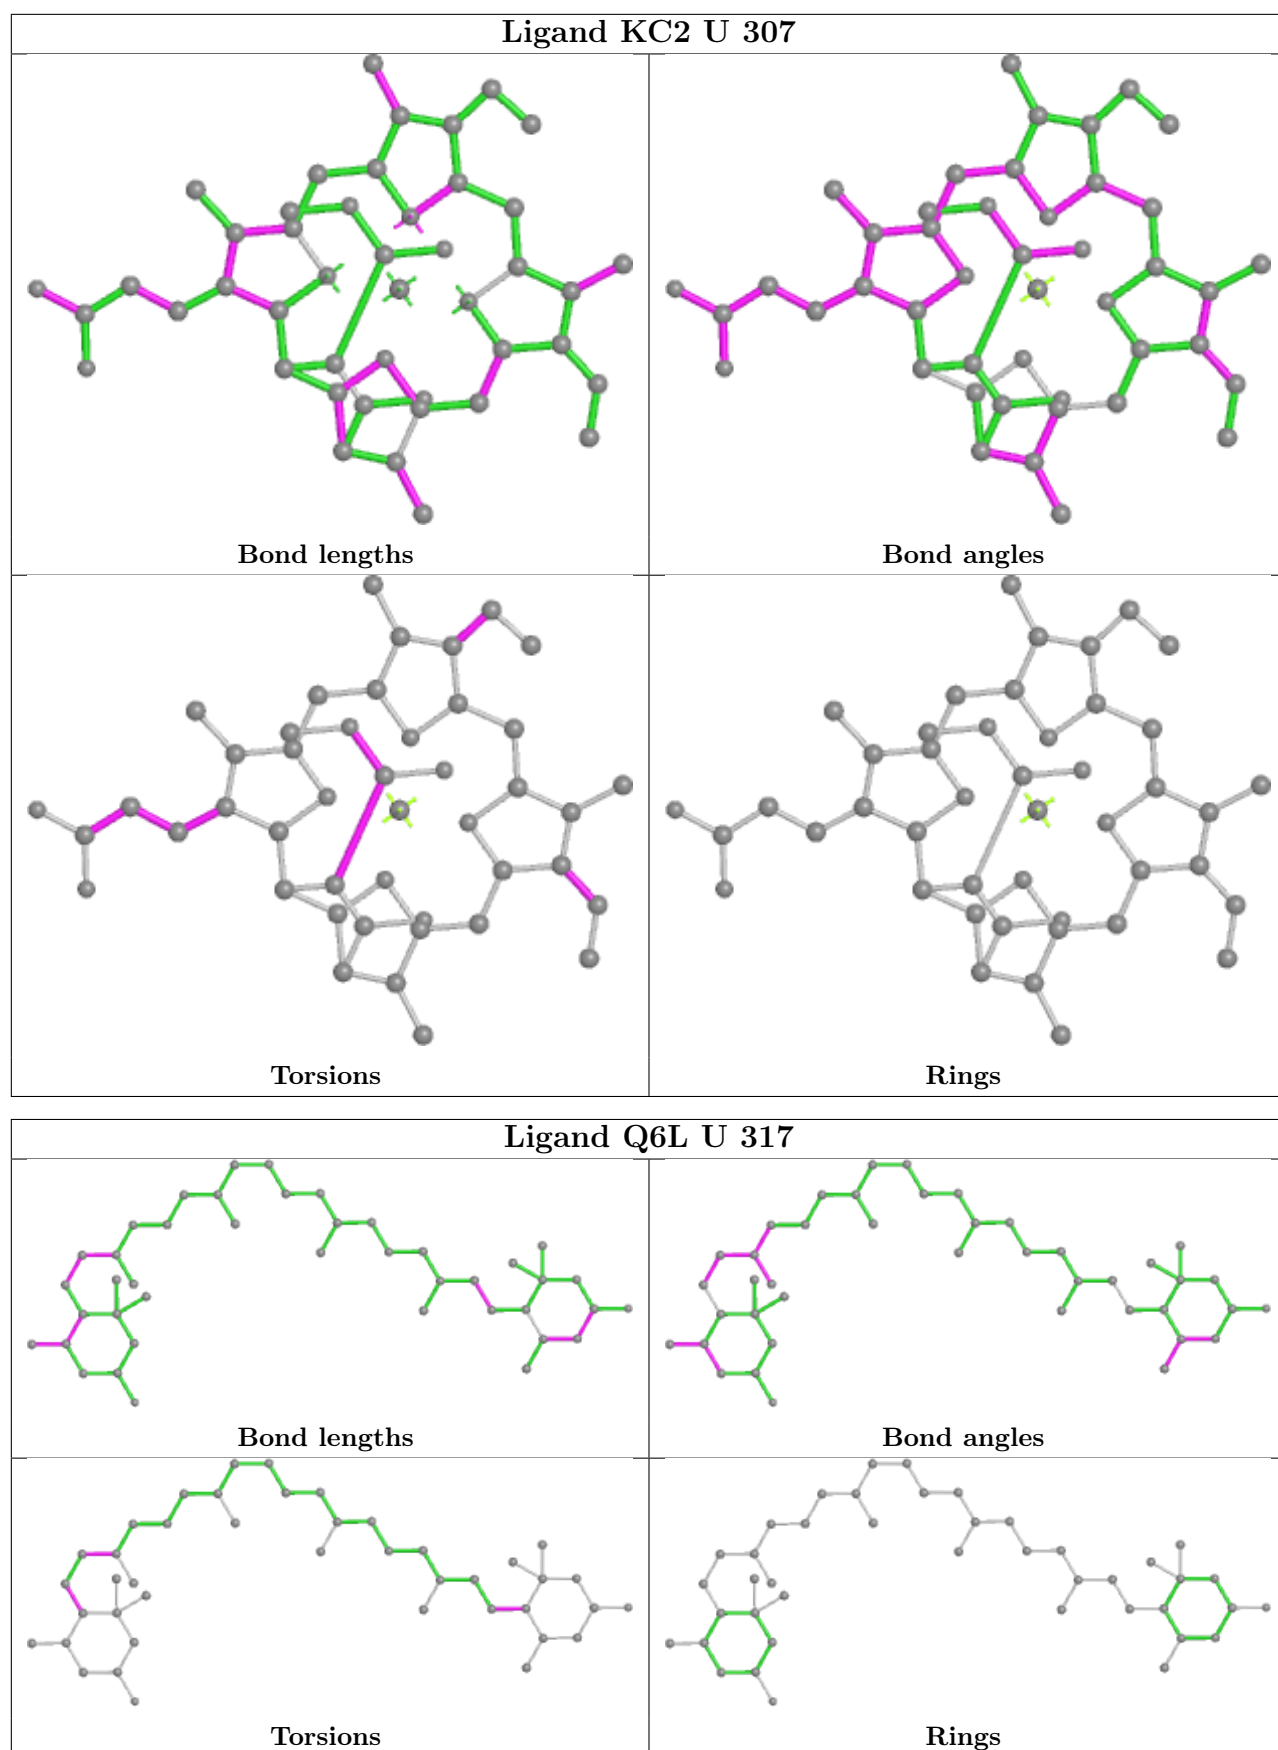 Ligand KC2 U 307
Bond lengths
Bond angles
Torsions
Rings
Ligand Q6L U 317
Bond lengths
Bond angles
Torsions
Rings